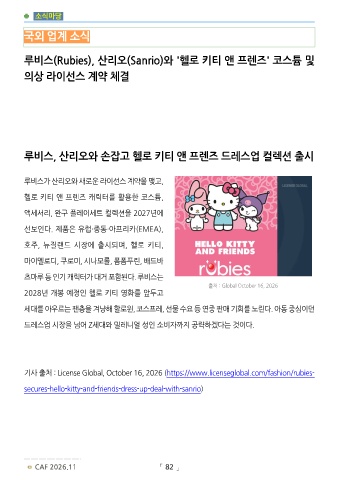 소식마당
국외 업계 소식
루비스(Rubies), 산리오(Sanrio)와 '헬로 키티 앤 프렌즈' 코스튬 및
의상 라이선스 계약 체결
루비스, 산리오와 손잡고 헬로 키티 앤 프렌즈 드레스업 컬렉션 출시
루비스가 산리오와 새로운 라이선스 계약을 맺고,
헬로 키티 앤 프렌즈 캐릭터를 활용한 코스튬,
액세서리, 완구 플레이세트 컬렉션을 2027년에
선보인다. 제품은 유럽·중동·아프리카(EMEA),
호주, 뉴질랜드 시장에 출시되며, 헬로 키티,
마이멜로디, 쿠로미, 시나모롤, 폼폼푸린, 배드바
츠마루 등 인기 캐릭터가 대거 포함된다. 루비스는
2028년 개봉 예정인 헬로 키티 영화를 앞두고
LICENSE GLOBAL
HELLO KITTY
AND FRIENDS
rubies
출처 : Global October 16, 2026
세대를 아우르는 팬층을 겨냥해 할로윈, 코스프레, 선물 수요 등 연중 판매 기회를 노린다. 아동 중심이던
드레스업 시장을 넘어 Z세대와 밀레니얼 성인 소비자까지 공략하겠다는 것이다.
기사 출처 : License Global, October 16, 2026 (https://www.licenseglobal.com/fashion/rubies-
secures-hello-kitty-and-friends-dress-up-deal-with-sanrio)
CAF 2026.11
「 82 」